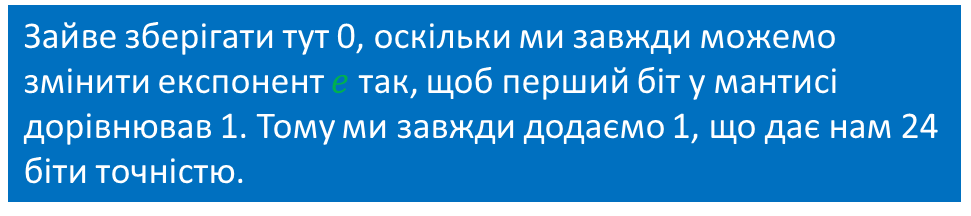 Зайве зберігати тут 0, оскільки ми завжди можемо
змінити експонент e так, щоб перший біт у мантисі
дорівнював 1. Тому ми завжди додаємо 1, що дає нам 24
біти точністю.